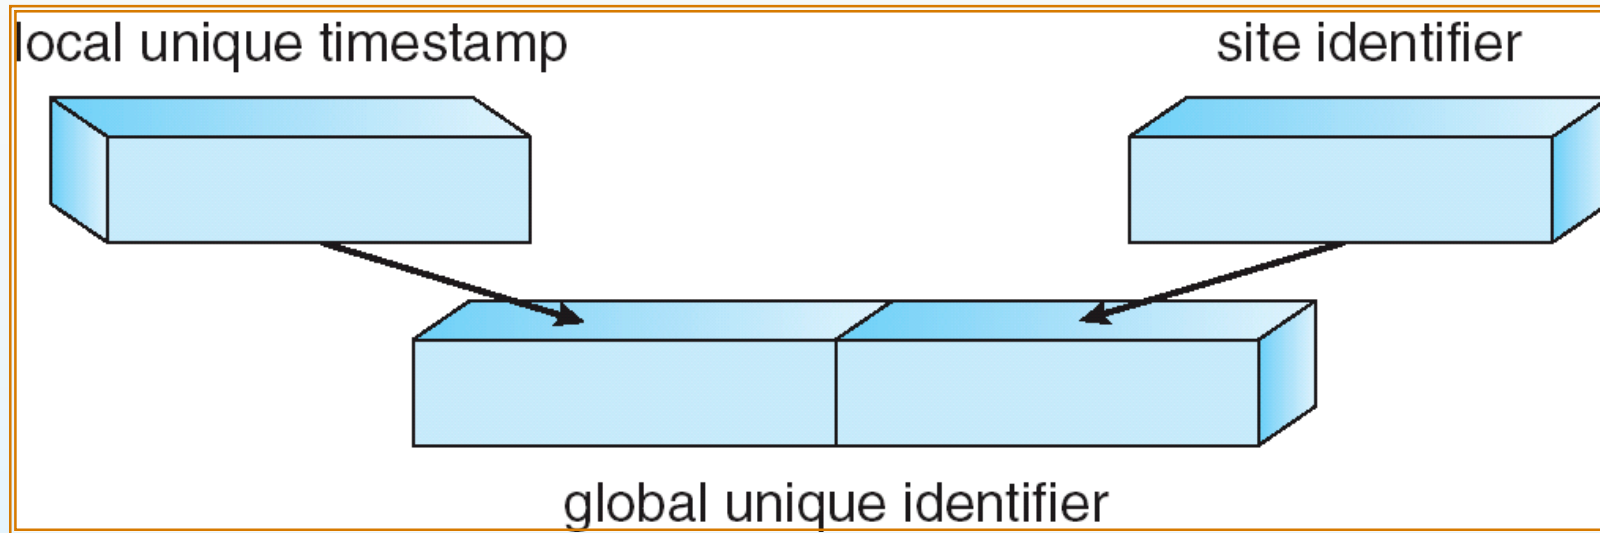 local unique timestamp
site identifier
global unique identifier